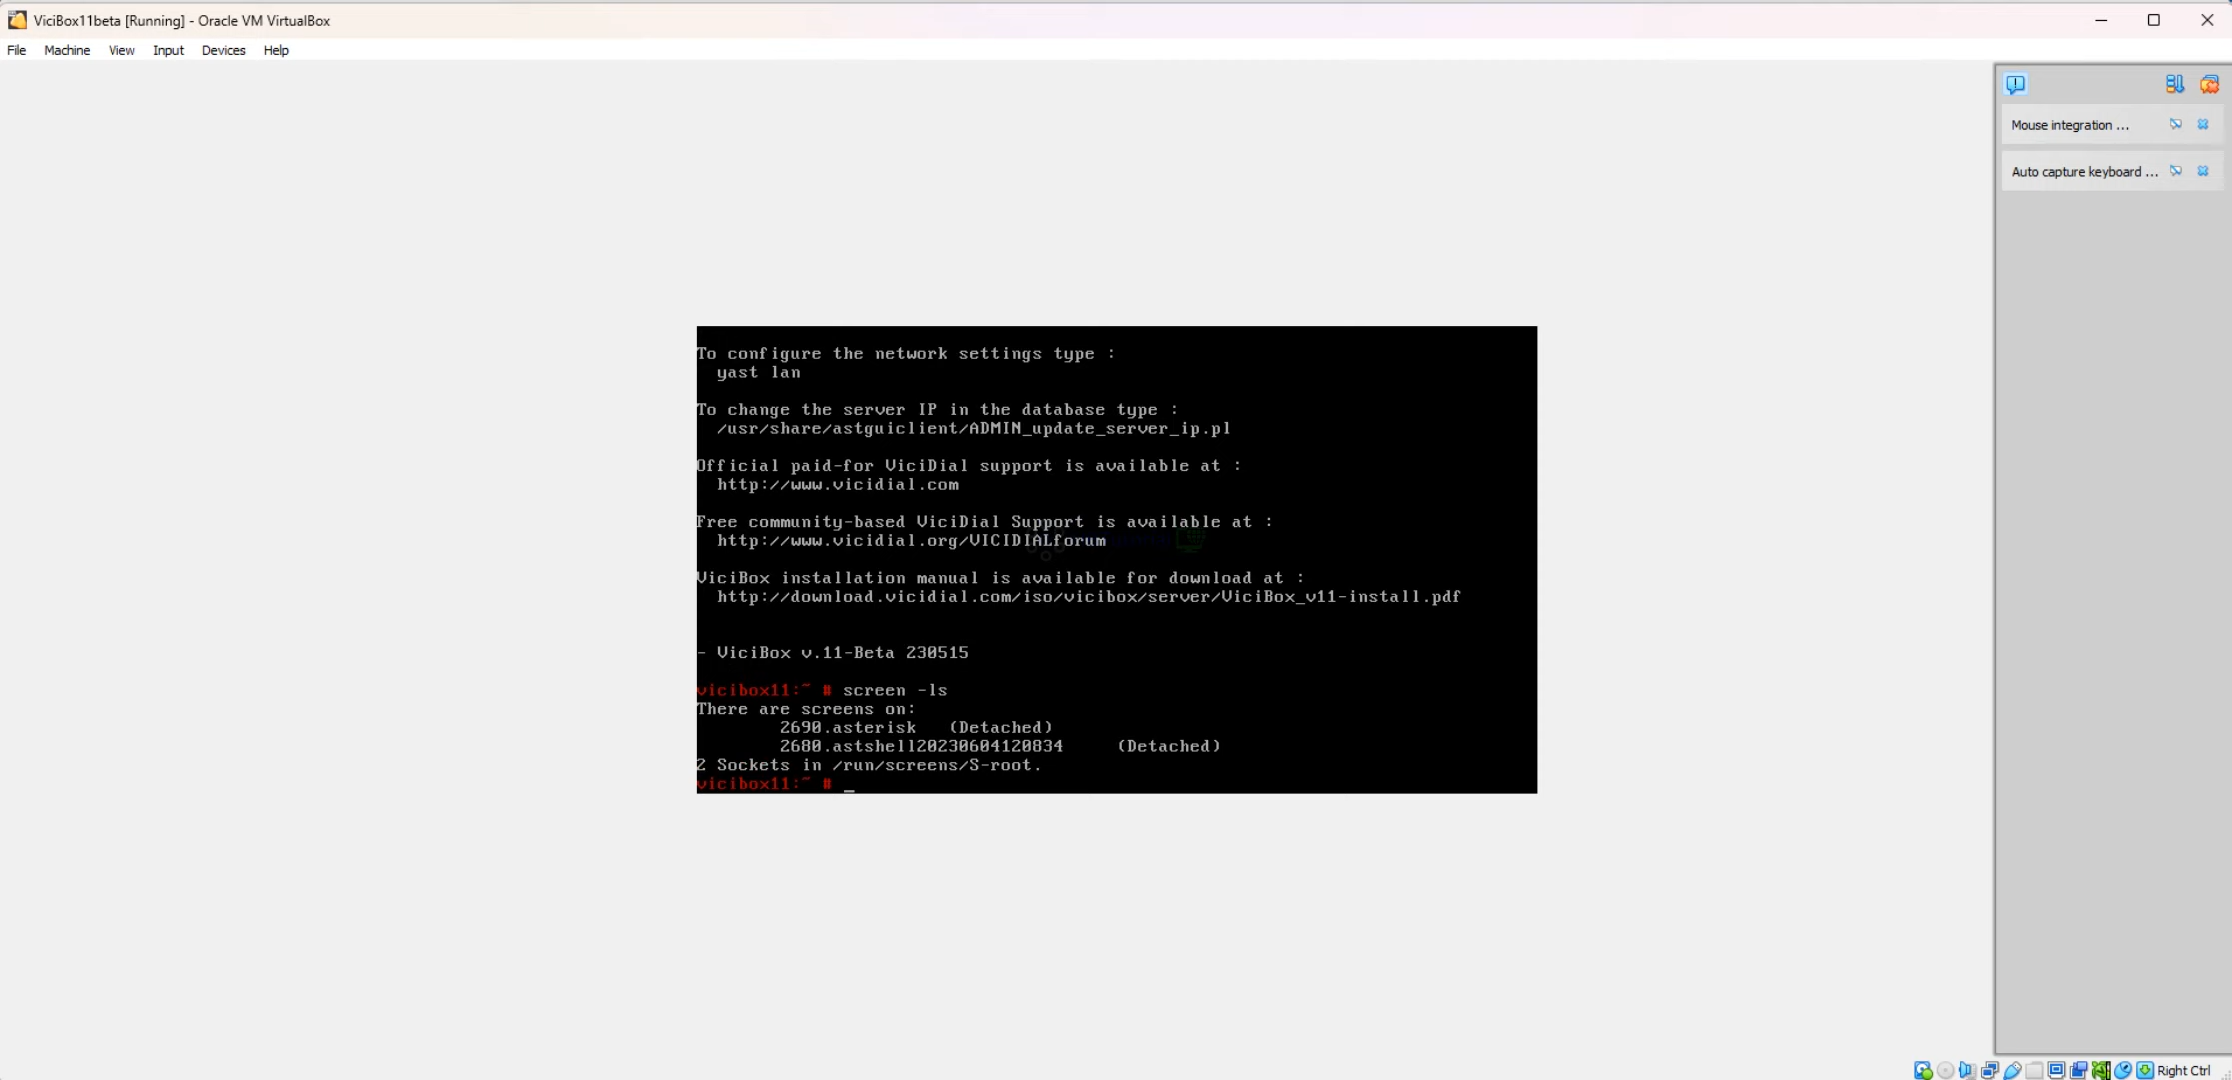 ViciBox11beta [Running] - Oracle VM VirtualBox
File Machine View Input Devices Help
Mouse integration ...
Auto capture keyboard ...
To configure the network settings type :
yast lan
To change the server IP in the database type :
/usr/share/astguiclient/ADMIN_update_server_ip.pl
Official paid-for ViciDial support is available at :
http://www.vicidial.com
Free community-based ViciDial Support is available at :
http://www.vicidial.org/VICIDIALforum
ViciBox installation manual is available for download at :
http://download.vicidial.com/iso/vicibox/server/ViciBox_v11-install.pdf
- ViciBox v.11-Beta 230515
vicibox11:~ # screen -ls
There are screens on:
2690.asterisk (Detached)
2680.astshell20230604120834 (Detached)
2 Sockets in /run/screens/S-root.
vicibox11:~ # _
Right Ctrl